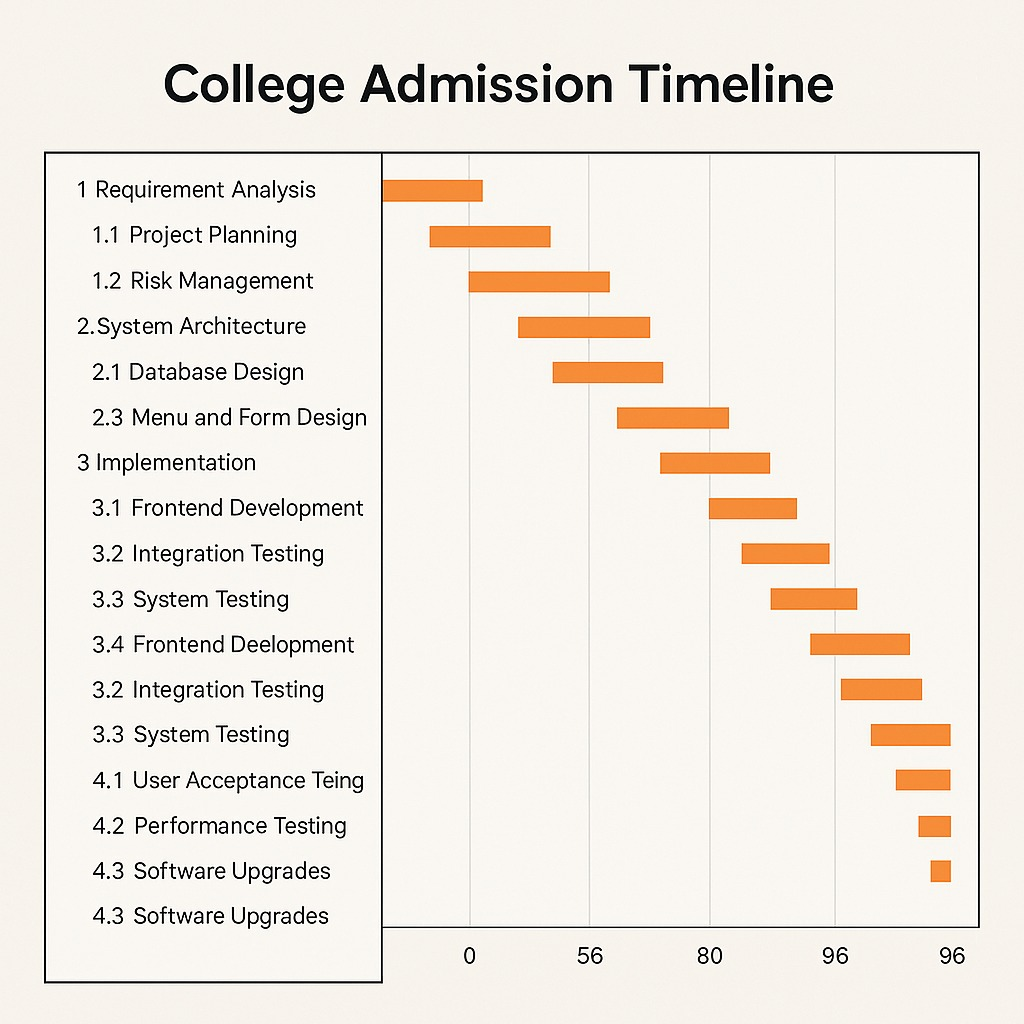 College Admission Timeline
1 Requirement Analysis
1.1 Project Planning
1.2 Risk Management
2.System Architecture
2.1 Database Design
2.3 Menu and Form Design
3 Implementation
3.1 Frontend Development
3.2 Integration Testing
3.3 System Testing
3.4 Frontend Deelopment
3.2 Integration Testing
3.3 System Testing
4.1 User Acceptance Teing
4.2 Performance Testing
4.3 Software Upgrades
4.3 Software Upgrades
0 56 80 96 96